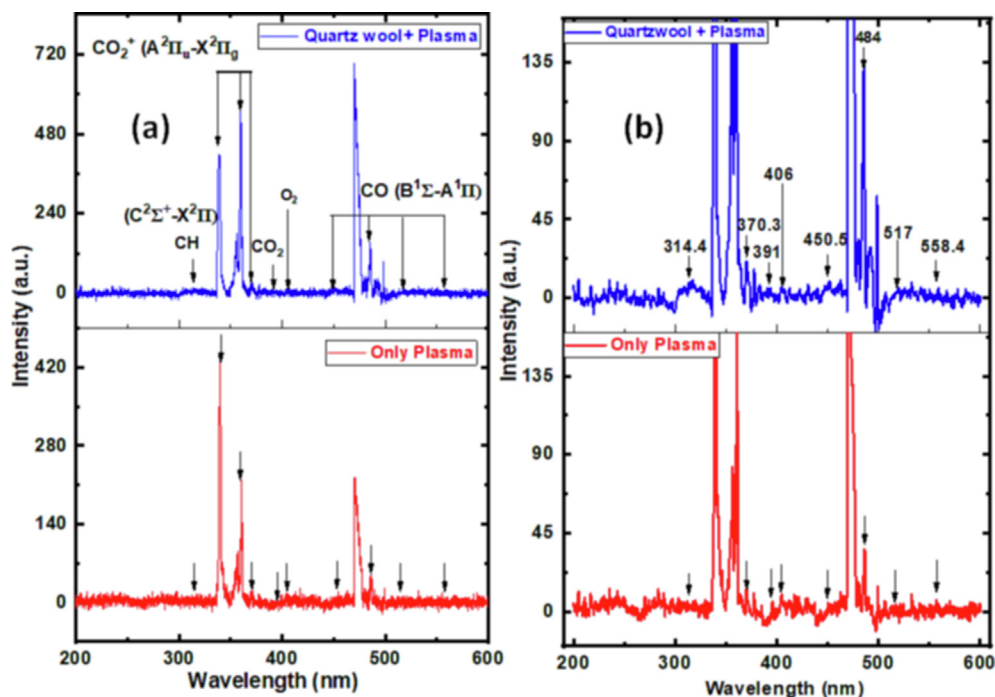 (a)
Quartz wool + Plasma
CO₂⁺ (A²Πᵤ-X²Π_g
(C²Σ⁺-X²Π)
CH
CO₂
O₂
CO (B¹Σ-A¹Π)
720
480
240
0
Only Plasma
420
280
140
0
Intensity (a.u.)
200 300 400 500 600
Wavelength (nm)
(b)
Quartzwool + Plasma
484
406
370.3
391
314.4
450.5
517
558.4
135
90
45
0
Only Plasma
135
90
45
0
Intensity (a.u.)
200 300 400 500 600
Wavelength (nm)